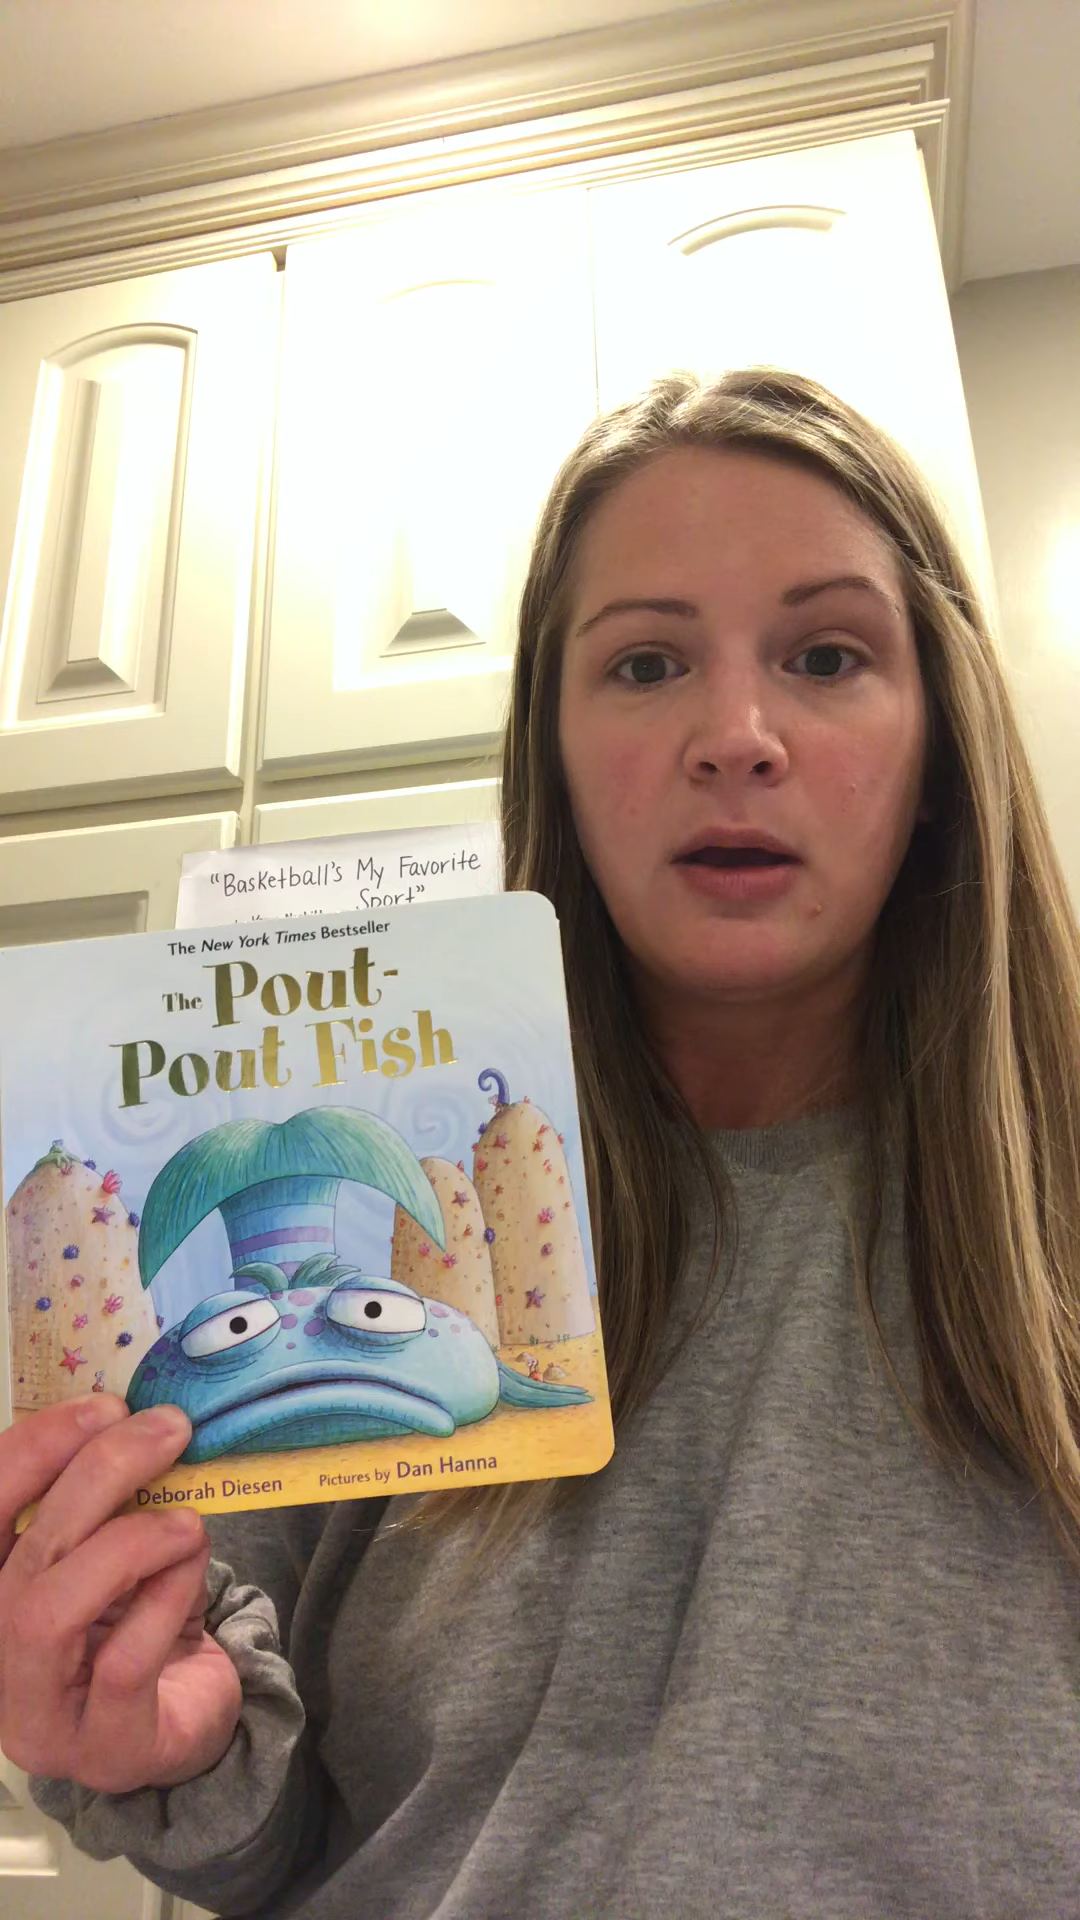 "Basketball's My Favorite
Sport"
The New York Times Bestseller
The Pout-
Pout Fish
Deborah Diesen Pictures by Dan Hanna